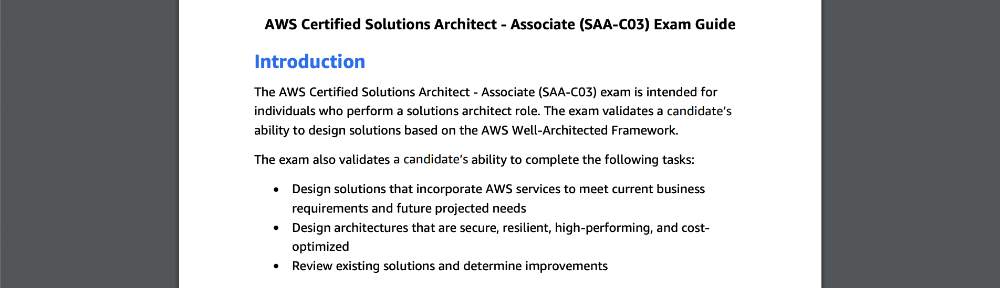 AWS Certified Solutions Architect - Associate (SAA-C03) Exam Guide
Introduction
The AWS Certified Solutions Architect - Associate (SAA-C03) exam is intended for
individuals who perform a solutions architect role. The exam validates a candidate’s
ability to design solutions based on the AWS Well-Architected Framework.
The exam also validates a candidate’s ability to complete the following tasks:
• Design solutions that incorporate AWS services to meet current business
requirements and future projected needs
• Design architectures that are secure, resilient, high-performing, and cost-
optimized
• Review existing solutions and determine improvements